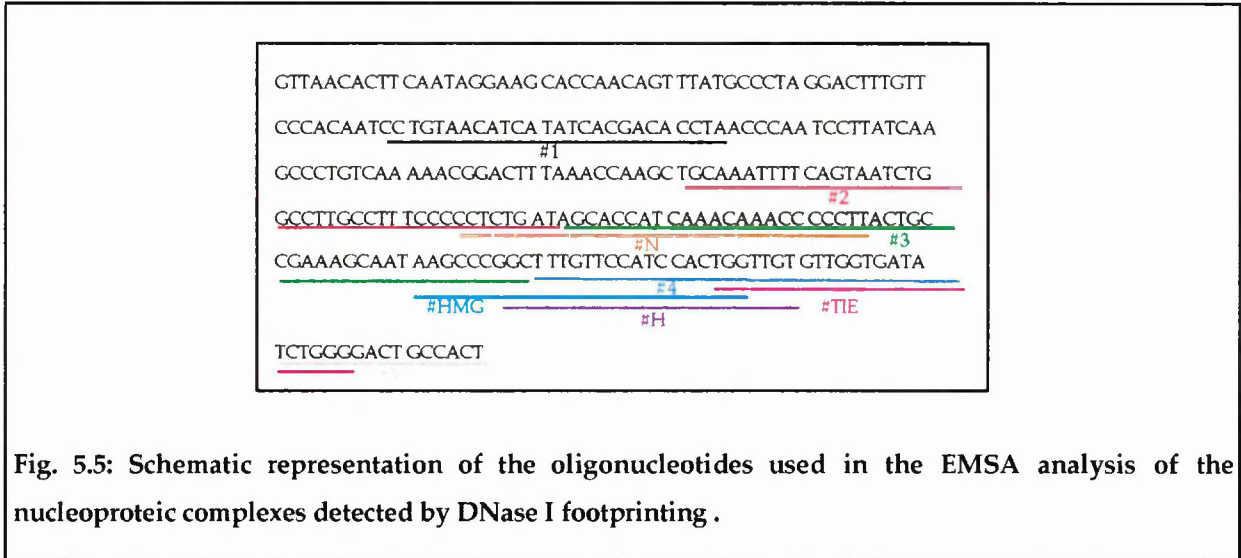 GTTAACACTT CAATAGGAAG CACCAACAGT TTATGCCCTA GGACTTTGTT
CCCACAATCC TGTAACATCA TATCACGACA CCTAACCCAA TCCTTATCAA
#1
GCCCTGTCAA AAACGGACTT TAAACCAAGC TGCAAATTTT CAGTAATCTG
#2
GCCTTGCCTT TCCCCCTCTG ATAGCACCAT CAAACAAACC CCCTTACTGC
#N #3
CGAAAGCAAT AAGCCCGGCT TTGTTCCATC CACTGGTTGT GTTGGTGATA
#4
#HMG #H #TIE
TCTGGGGACT GCCACT
Fig. 5.5: Schematic representation of the oligonucleotides used in the EMSA analysis of the
nucleoproteic complexes detected by DNase I footprinting .